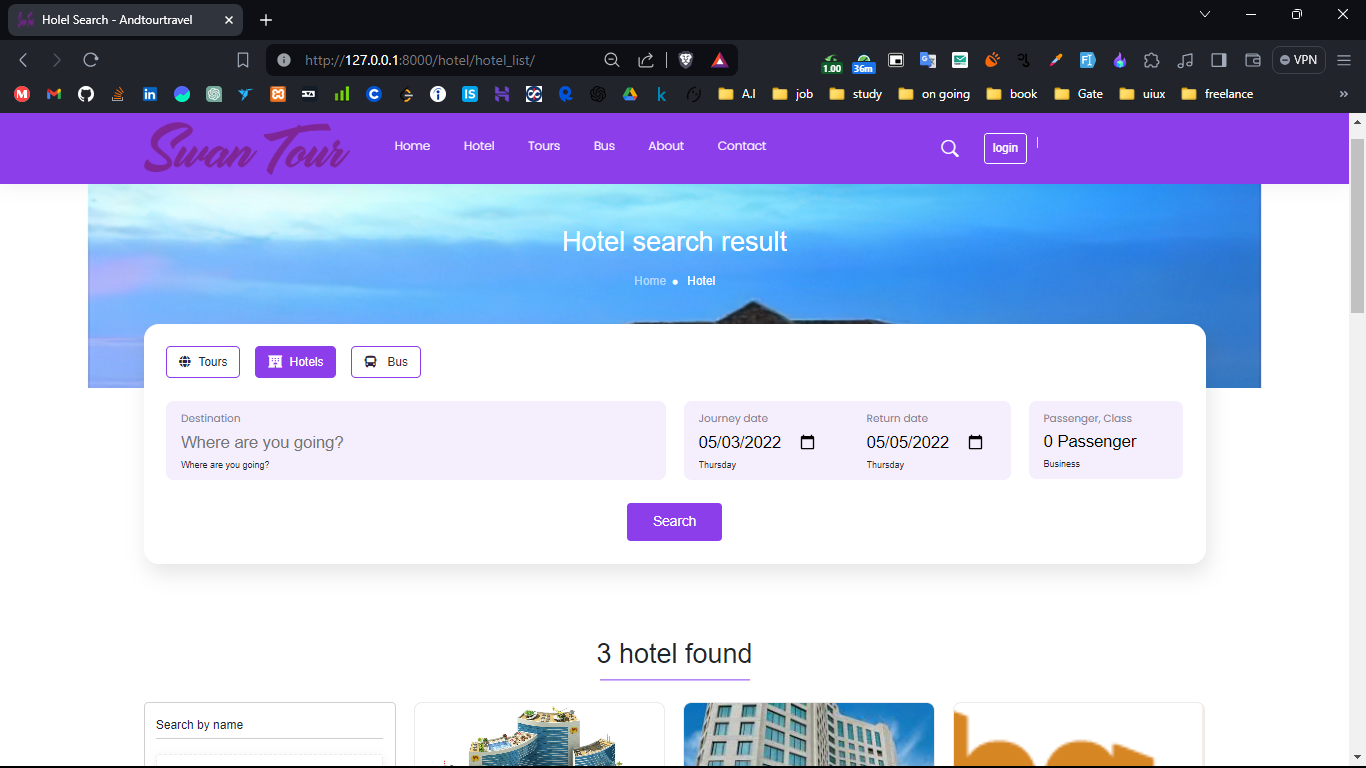 Holel Search - Andtourtravel
http://127.0.0.1:8000/hotel/hotel_list/
1.00
36m
VPN
A.I
job
study
on going
book
Gate
uiux
freelance
Swan Tour
Home
Hotel
Tours
Bus
About
Contact
login
Hotel search result
Home
Hotel
Tours
Hotels
Bus
Destination
Where are you going?
Where are you going?
Journey date
05/03/2022
Thursday
Return date
05/05/2022
Thursday
Passenger, Class
0 Passenger
Business
Search
3 hotel found
Search by name